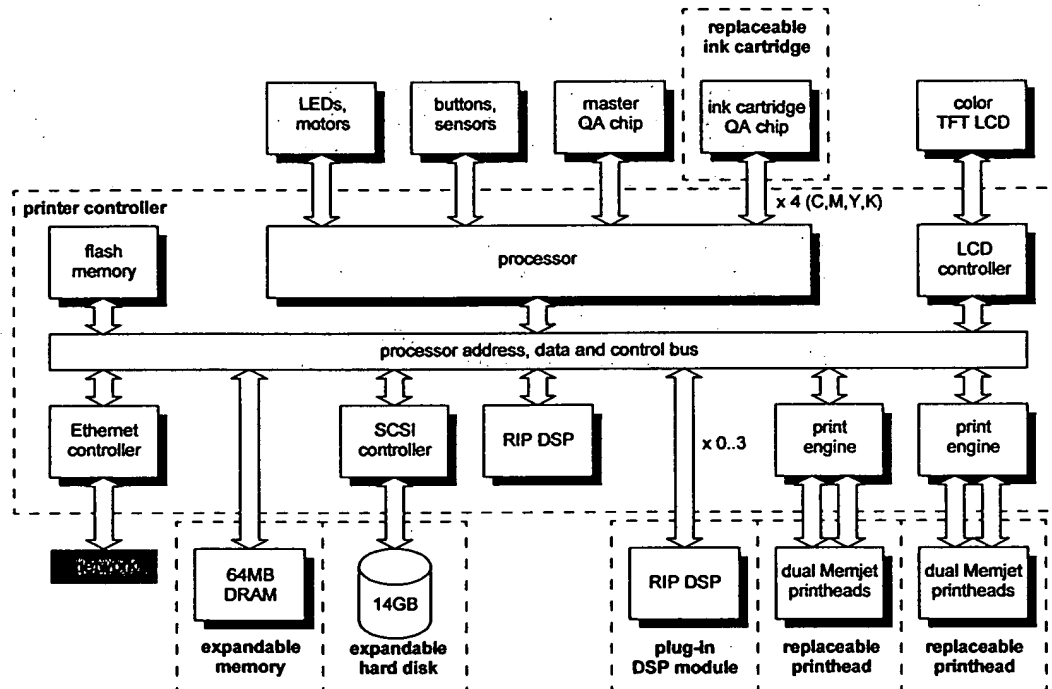 replaceable
ink cartridge
LEDs,
motors
buttons,
sensors
master
QA chip
ink cartridge
QA chip
color
TFT LCD
x 4 (C,M,Y,K)
printer controller
flash
memory
processor
LCD
controller
processor address, data and control bus
Ethernet
controller
SCSI
controller
RIP DSP
x 0..3
print
engine
print
engine
64MB
DRAM
14GB
RIP DSP
dual Memjet
printheads
dual Memjet
printheads
expandable
memory
expandable
hard disk
plug-in
DSP module
replaceable
printhead
replaceable
printhead